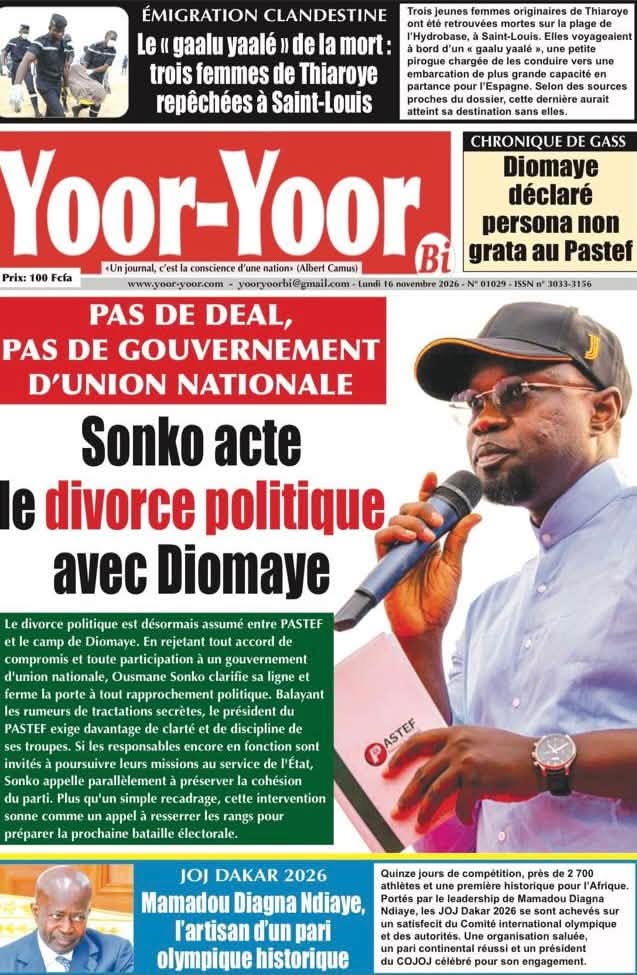 ÉMIGRATION CLANDESTINE
Le « gaalu yaalé » de la mort :
trois femmes de Thiaroye
repêchées à Saint-Louis
Trois jeunes femmes originaires de Thiaroye
ont été retrouvées mortes sur la plage de
l'Hydrobase, à Saint-Louis. Elles voyageaient
à bord d'un « gaalu yaalé », une petite
pirogue chargée de les conduire vers une
embarcation de plus grande capacité en
partance pour l'Espagne. Selon des sources
proches du dossier, cette dernière aurait
atteint sa destination sans elles.
Yoor-Yoor
Bi
«Un journal, c'est la conscience d'une nation» (Albert Camus)
Prix: 100 Fcfa
CHRONIQUE DE GASS
Diomaye
déclaré
persona non
grata au Pastef
www.yoor-yoor.com - yooryoorbi@gmail.com - Lundi 16 novembre 2026 - N° 01029 - ISSN n° 3033-3156
PAS DE DEAL,
PAS DE GOUVERNEMENT
D'UNION NATIONALE
Sonko acte
le divorce politique
avec Diomaye
Le divorce politique est désormais assumé entre PASTEF
et le camp de Diomaye. En rejetant tout accord de
compromis et toute participation à un gouvernement
d'union nationale, Ousmane Sonko clarifie sa ligne et
ferme la porte à tout rapprochement politique. Balayant
les rumeurs de tractations secrètes, le président du
PASTEF exige davantage de clarté et de discipline de
ses troupes. Si les responsables encore en fonction sont
invités à poursuivre leurs missions au service de l'État,
Sonko appelle parallèlement à préserver la cohésion
du parti. Plus qu'un simple recadrage, cette intervention
sonne comme un appel à resserrer les rangs pour
préparer la prochaine bataille électorale.
PASTEF
JOJ DAKAR 2026
Mamadou Diagna Ndiaye,
l'artisan d'un pari
olympique historique
Quinze jours de compétition, près de 2 700
athlètes et une première historique pour l'Afrique.
Portés par le leadership de Mamadou Diagna
Ndiaye, les JOJ Dakar 2026 se sont achevés sur
un satisfecit du Comité international olympique
et des autorités. Une organisation saluée,
un pari continental réussi et un président
du COJOJ célébré pour son engagement.